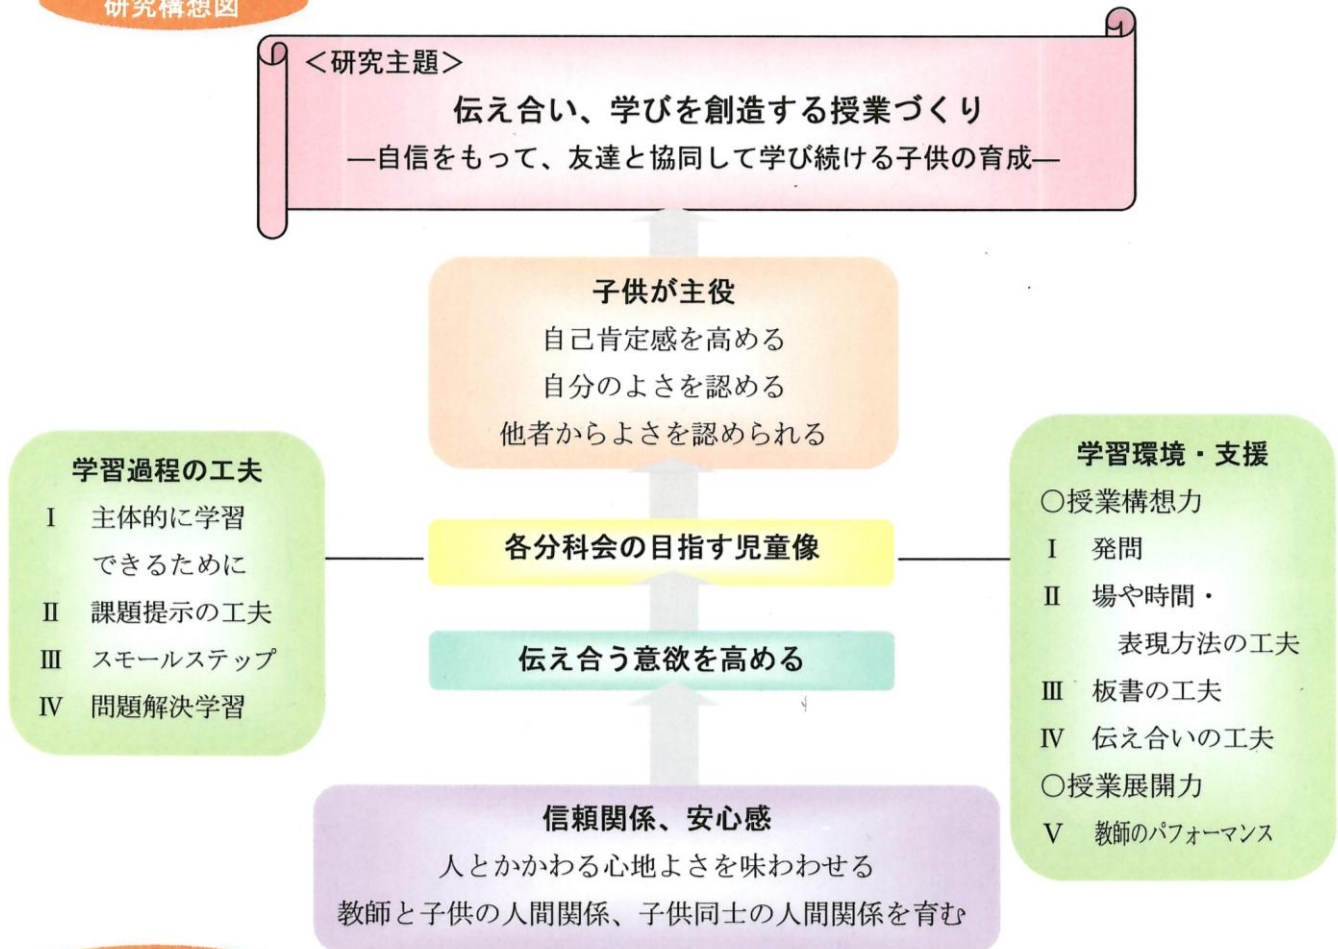 研究構想図
＜研究主題＞
伝え合い、学びを創造する授業づくり
―自信をもって、友達と協同して学び続ける子供の育成―
子供が主役
自己肯定感を高める
自分のよさを認める
他者からよさを認められる
学習過程の工夫
Ⅰ 主体的に学習
できるために
Ⅱ 課題提示の工夫
Ⅲ スモールステップ
Ⅳ 問題解決学習
各分科会の目指す児童像
伝え合う意欲を高める
学習環境・支援
○授業構想力
Ⅰ 発問
Ⅱ 場や時間・
表現方法の工夫
Ⅲ 板書の工夫
Ⅳ 伝え合いの工夫
○授業展開力
Ⅴ 教師のパフォーマンス
信頼関係、安心感
人とかかわる心地よさを味わわせる
教師と子供の人間関係、子供同士の人間関係を育む